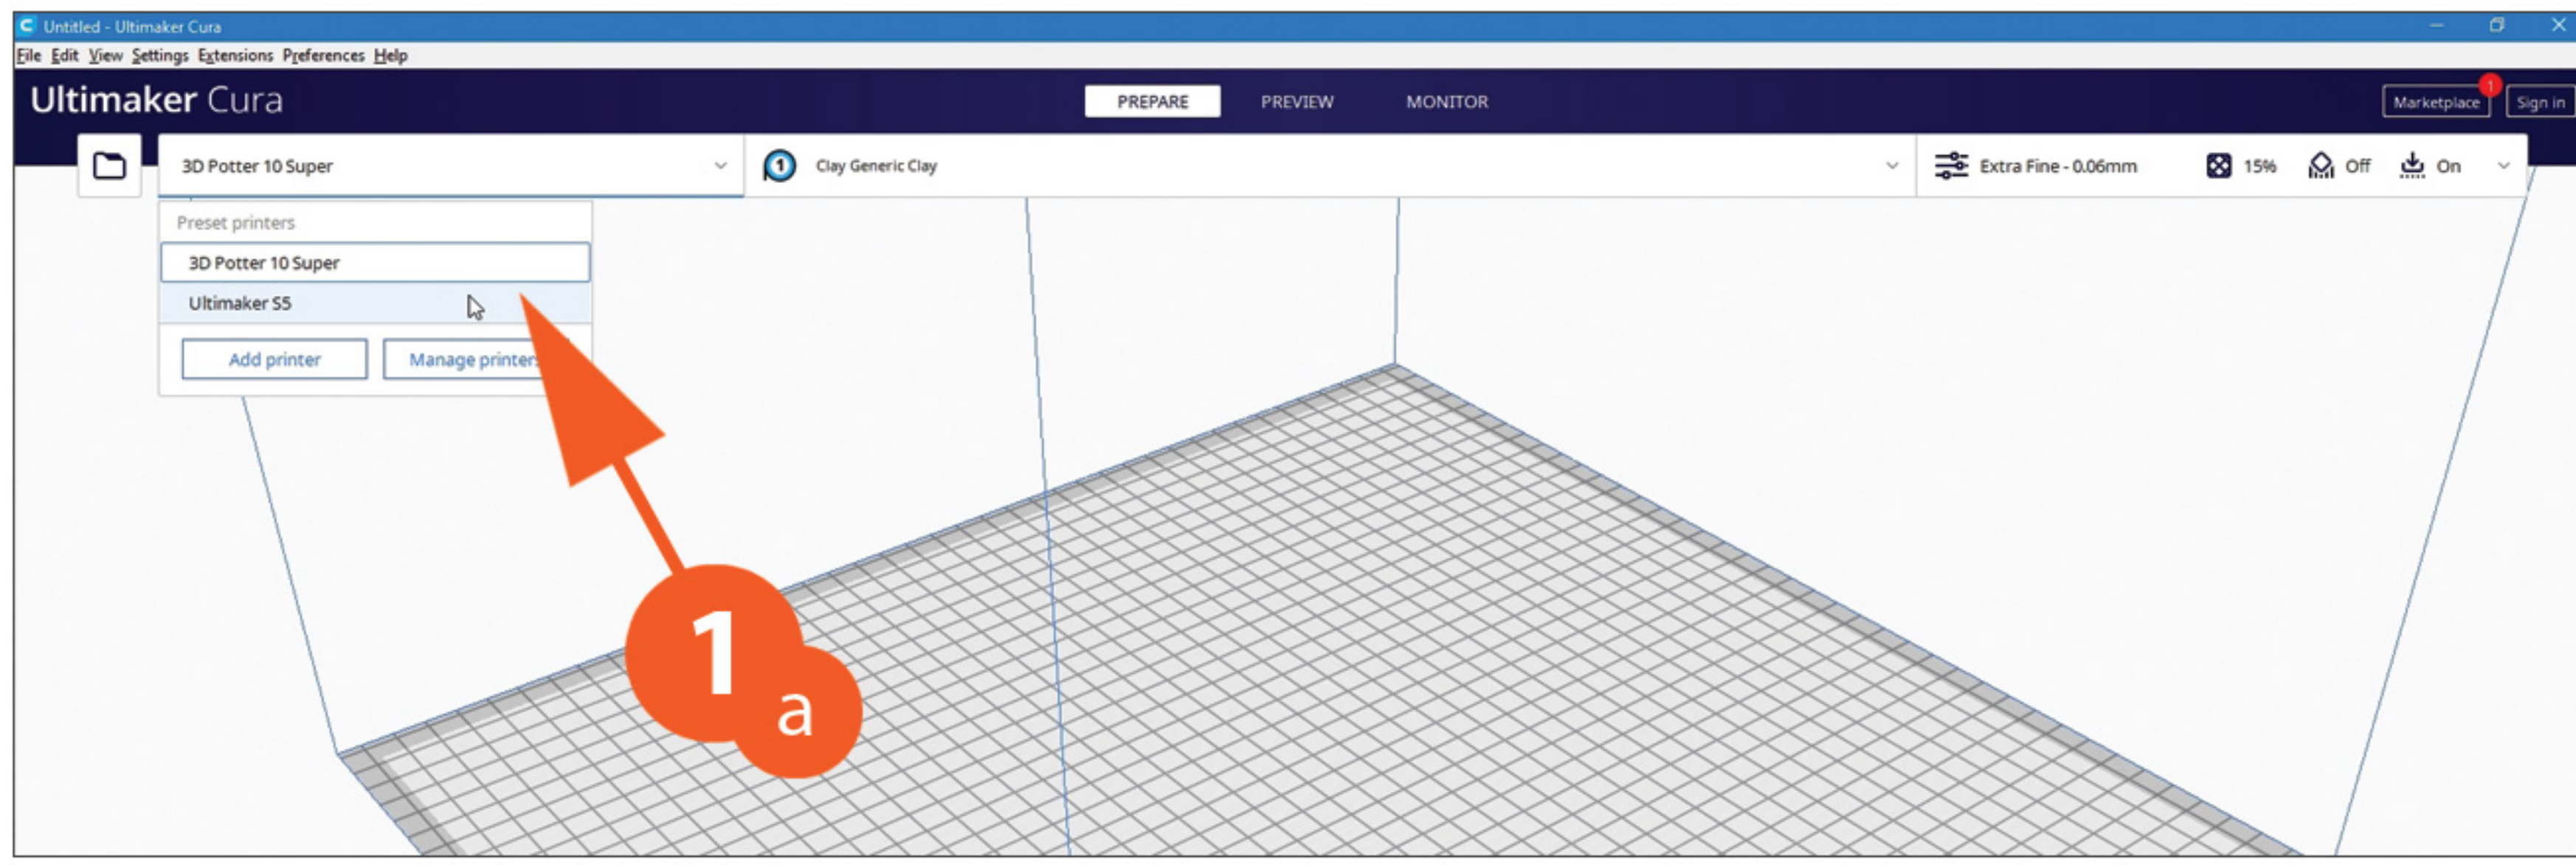 Untitled - Ultimaker Cura
File Edit View Settings Extensions Preferences Help
Ultimaker Cura
PREPARE PREVIEW MONITOR
Marketplace 1 Sign in
3D Potter 10 Super
1 Clay Generic Clay
Extra Fine - 0.06mm 15% Off On
Preset printers
3D Potter 10 Super
Ultimaker S5
Add printer Manage printers
1
a